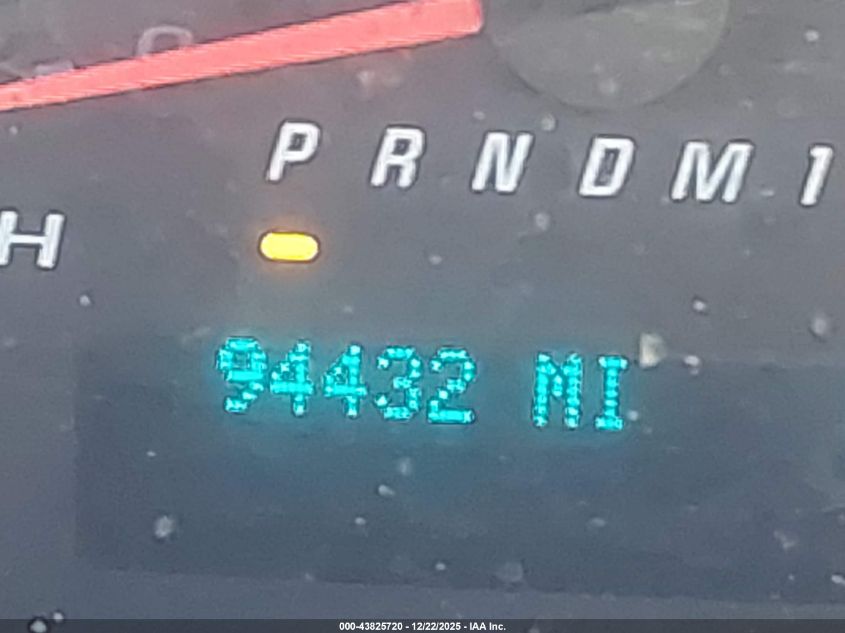 P R N D M 1
H
94432 MI
000-43825720 - 12/22/2025 - IAA Inc.